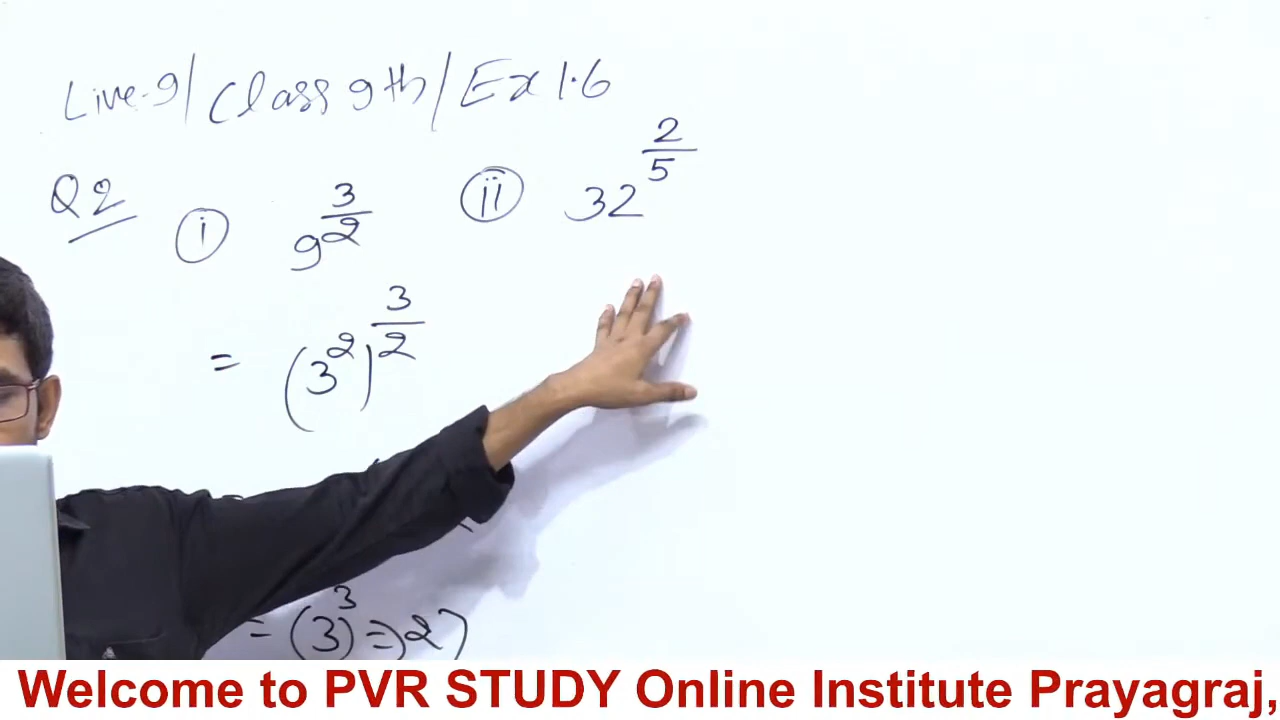 Live-9/Class 9th/Ex 1.6
Q2 (i) 9^{3/2} (ii) 32^{2/5}
= (3^2)^{3/2}
= (3)^3 => 27
Welcome to PVR STUDY Online Institute Prayagraj,